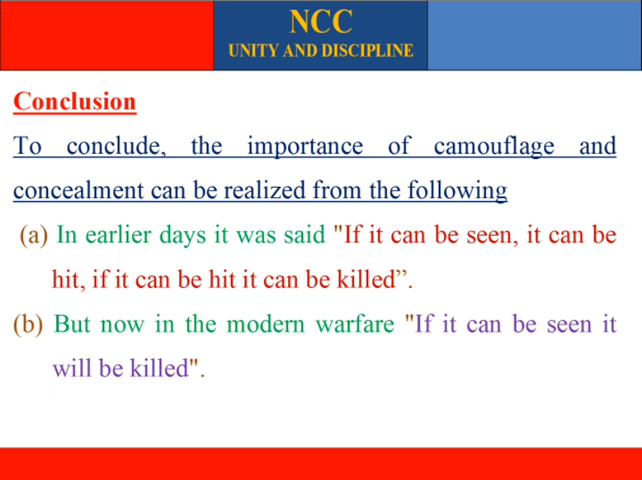 NCC
UNITY AND DISCIPLINE
Conclusion
To conclude, the importance of camouflage and
concealment can be realized from the following
(a) In earlier days it was said "If it can be seen, it can be
hit, if it can be hit it can be killed”.
(b) But now in the modern warfare "If it can be seen it
will be killed".